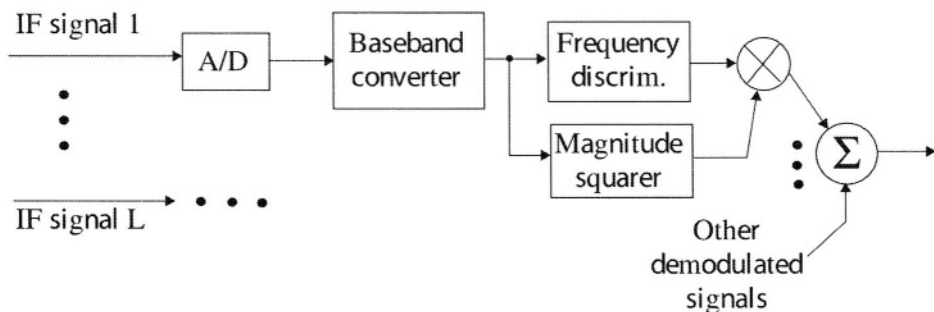 IF signal 1
A/D
Baseband
converter
Frequency
discrim.
Magnitude
squarer
Σ
IF signal L
Other
demodulated
signals